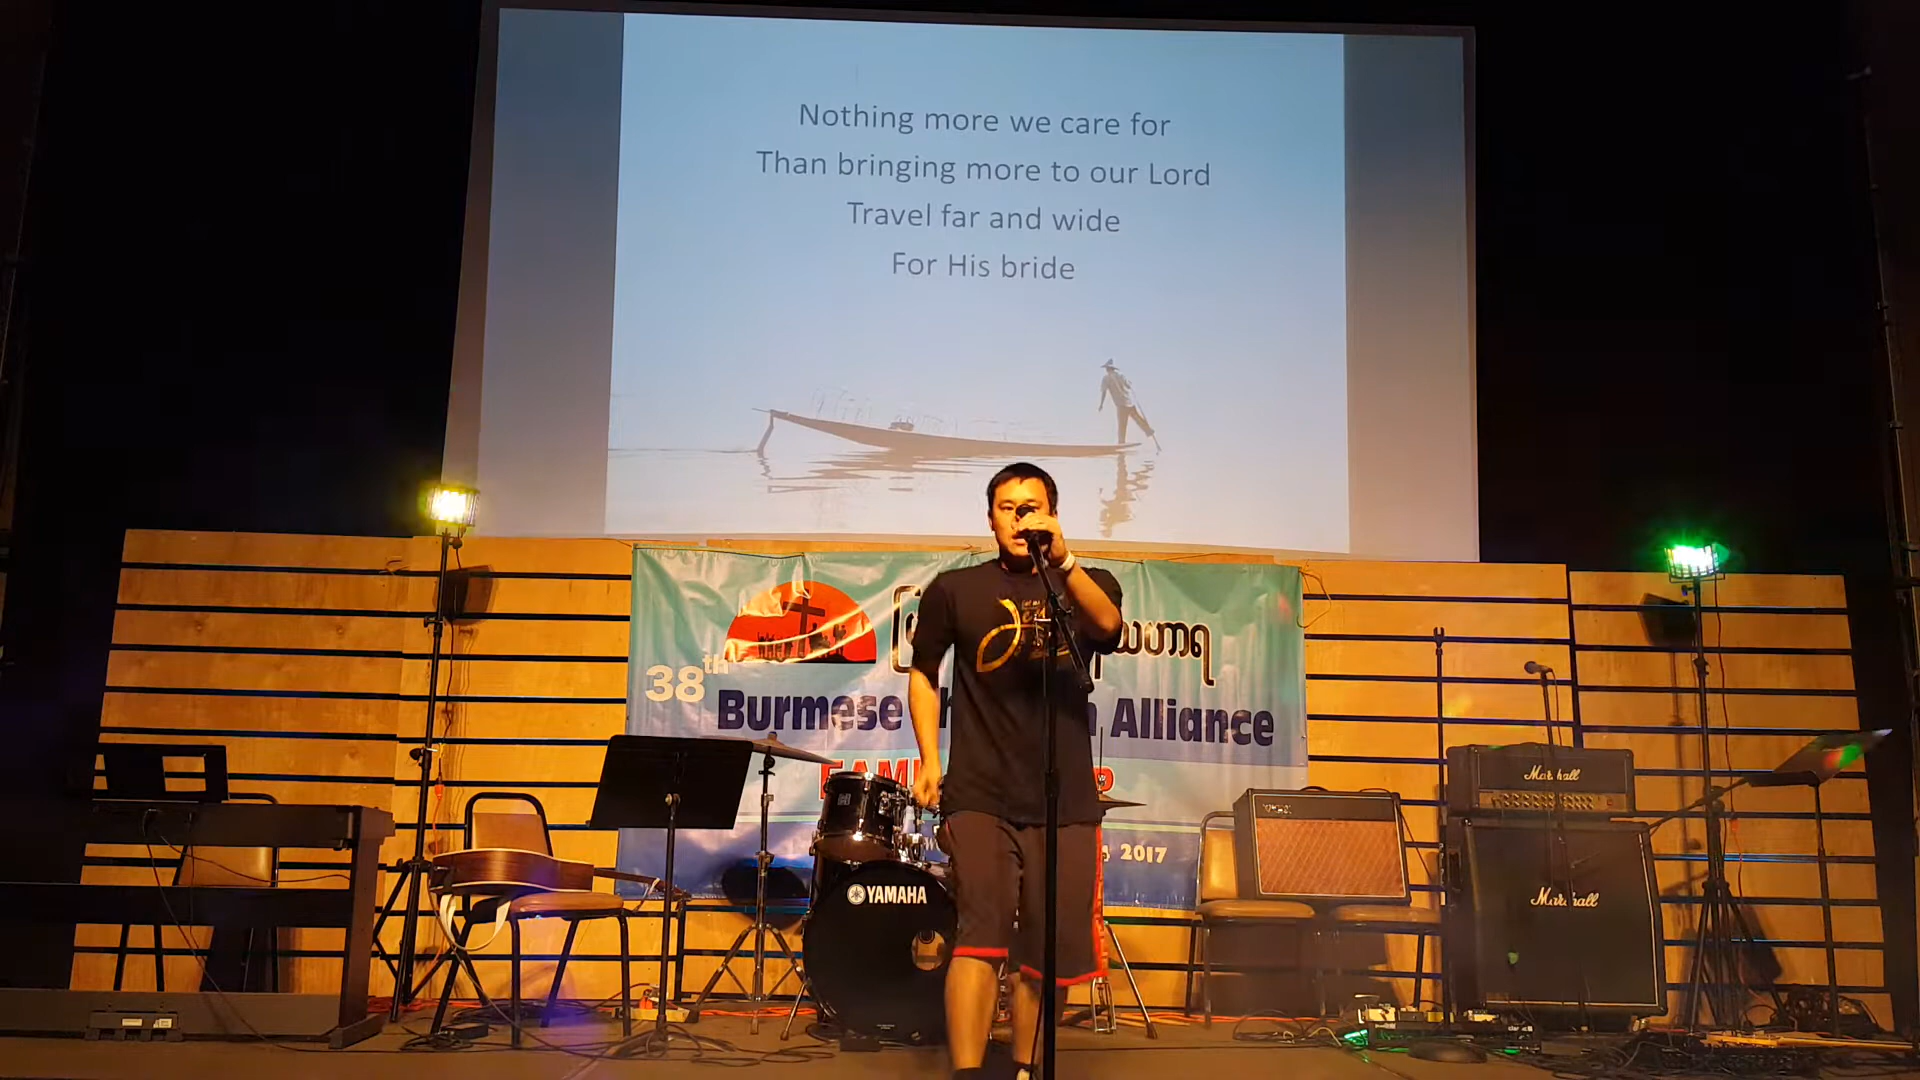 Nothing more we care for
Than bringing more to our Lord
Travel far and wide
For His bride
38th
Burmese Alliance
2017
YAMAHA
VOX
Marshall
Marshall